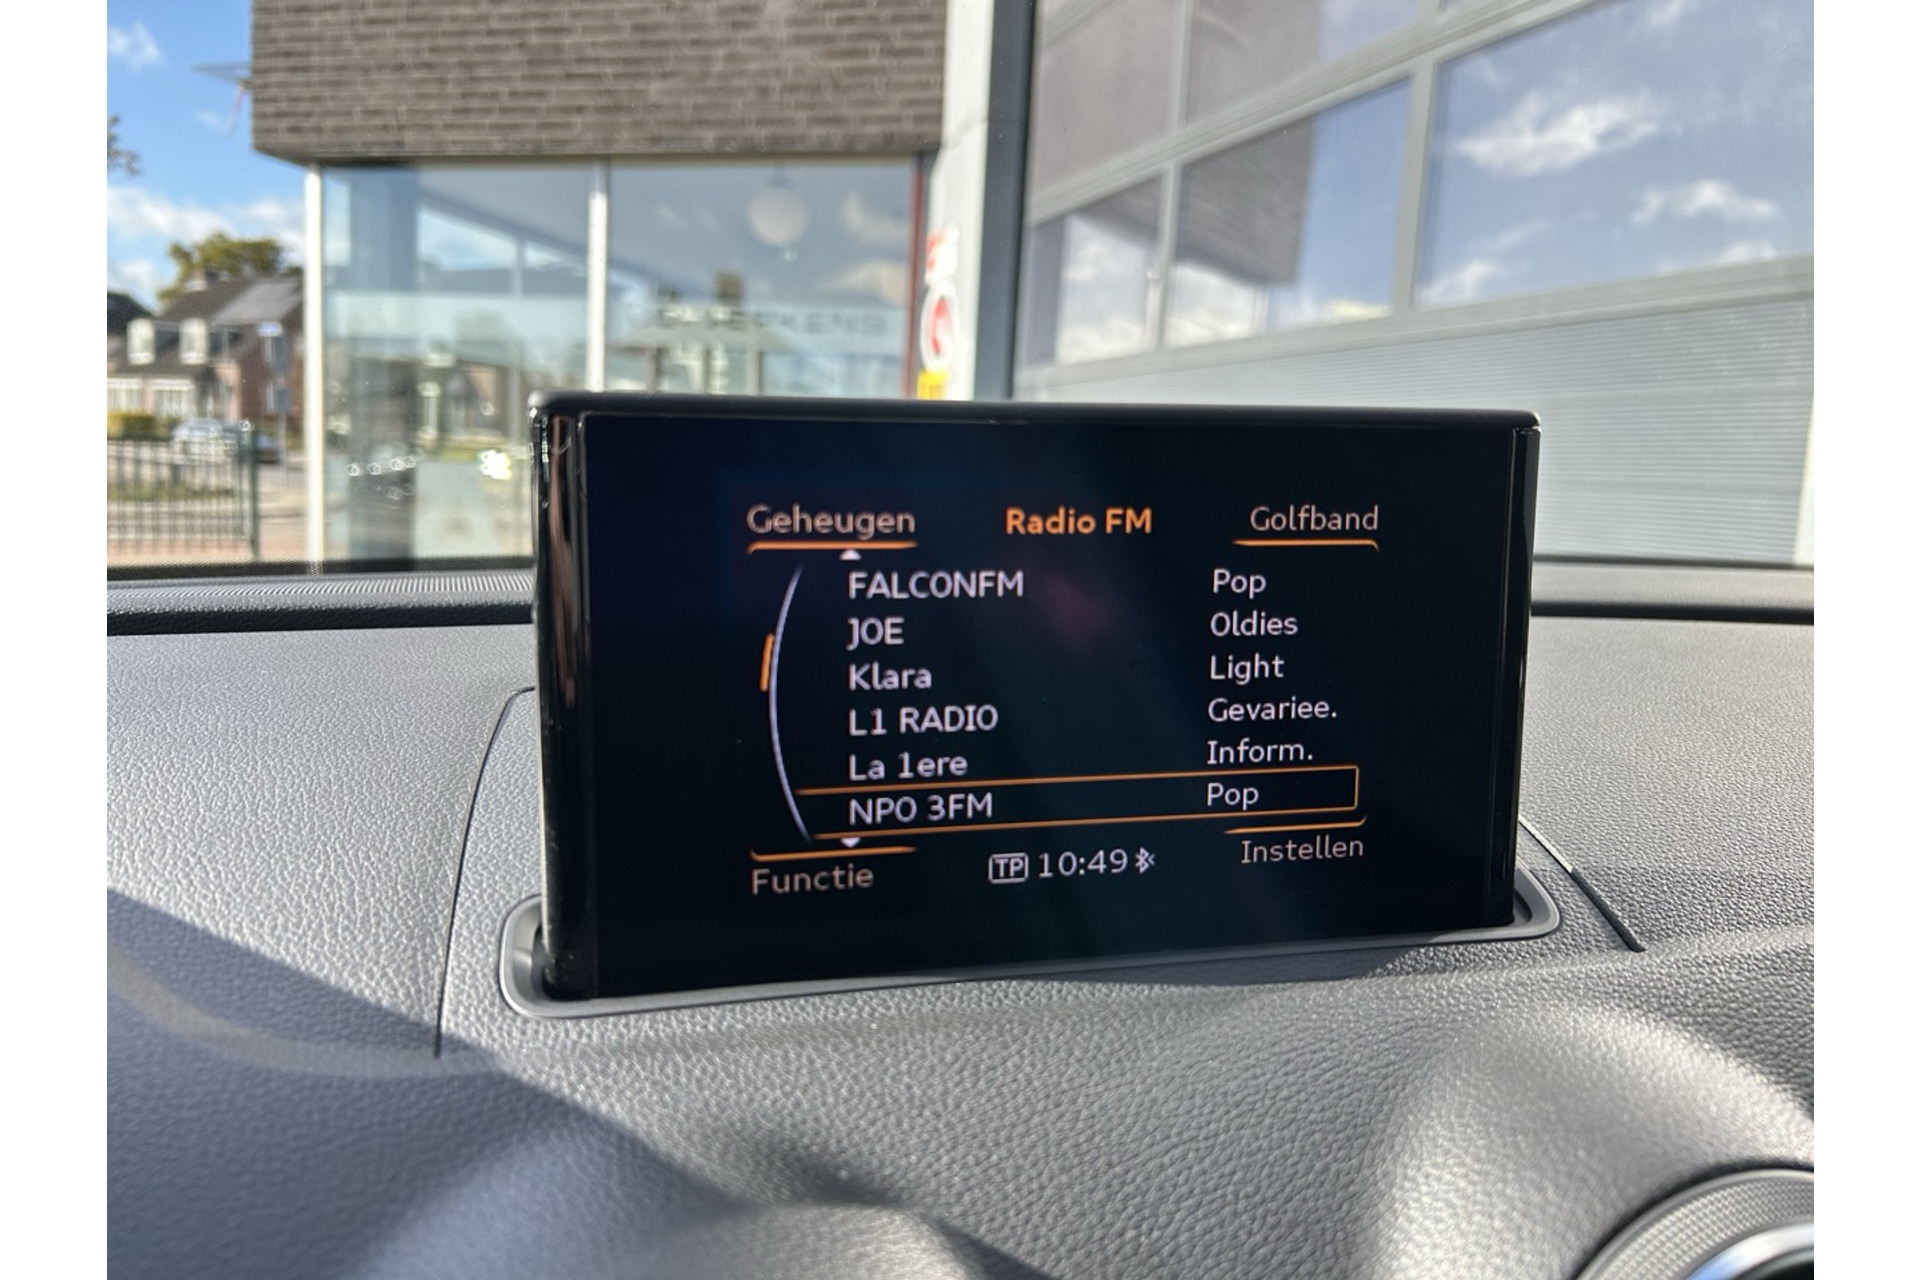 Geheugen Radio FM Golfband
FALCONFM Pop
JOE Oldies
Klara Light
L1 RADIO Gevariee.
La 1ere Inform.
NPO 3FM Pop
Functie TP 10:49 Instellen